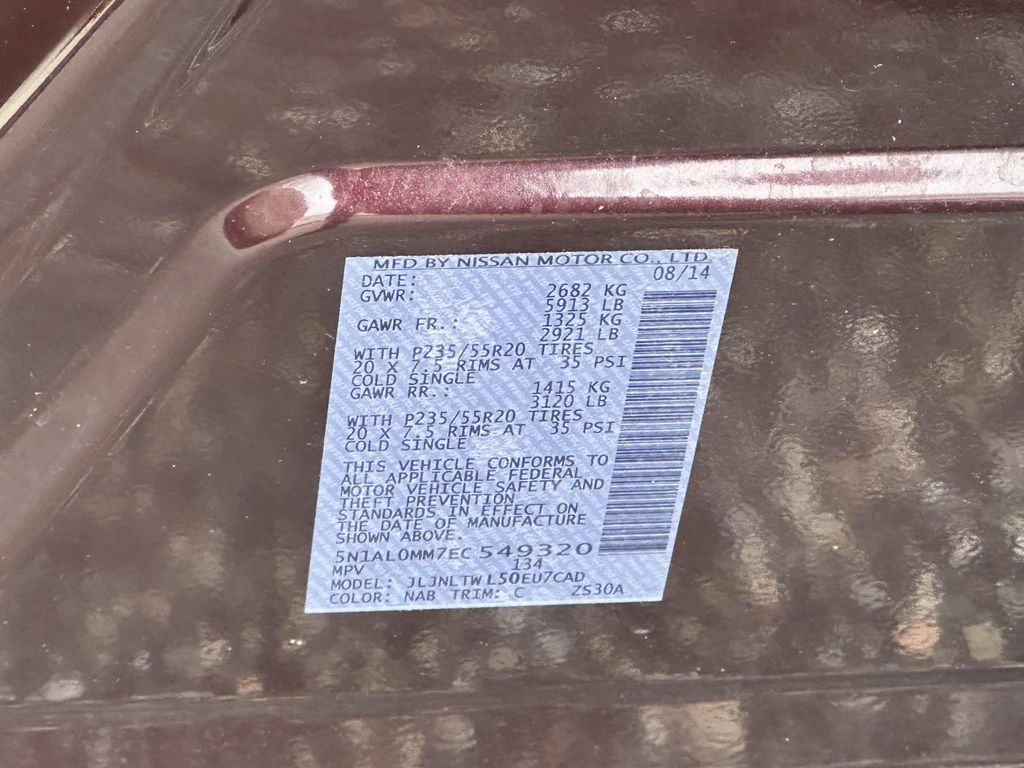 MFD BY NISSAN MOTOR CO., LTD.
DATE: 08/14
GVWR: 2682 KG
5913 LB
GAWR FR.: 1325 KG
2921 LB
WITH P235/55R20 TIRES
20 X 7.5 RIMS AT 35 PSI
COLD SINGLE
GAWR RR.: 1415 KG
3120 LB
WITH P235/55R20 TIRES
20 X 7.5 RIMS AT 35 PSI
COLD SINGLE
THIS VEHICLE CONFORMS TO
ALL APPLICABLE FEDERAL
MOTOR VEHICLE SAFETY AND
THEFT PREVENTION
STANDARDS IN EFFECT ON
THE DATE OF MANUFACTURE
SHOWN ABOVE.
5N1AL0MM7EC549320
MPV 134
MODEL: JLJNLTWL50EU7CAD
COLOR: NAB TRIM: C ZS30A